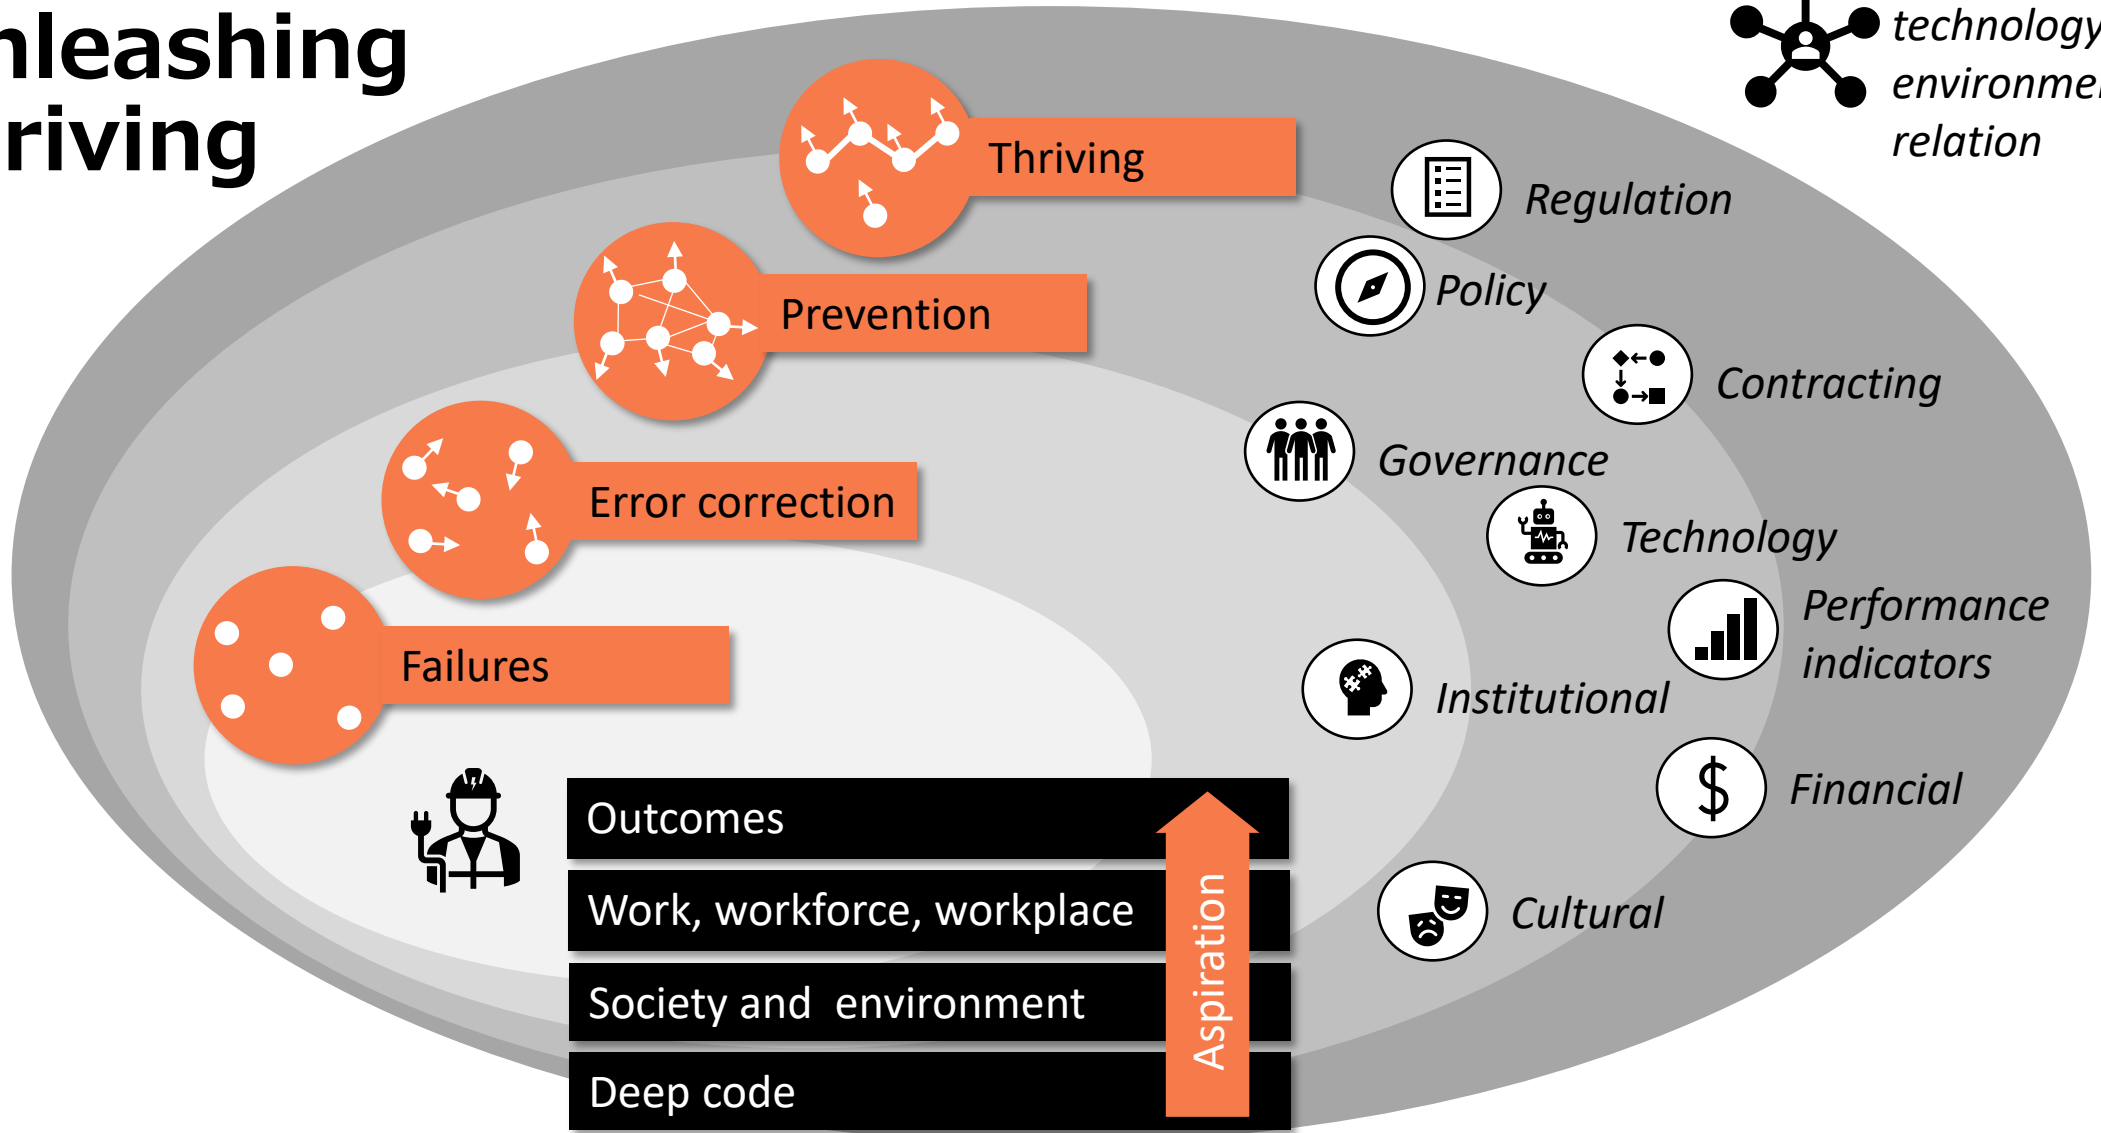 nleashing
riving
technology
environme
relation
Thriving
Regulation
Policy
Prevention
Contracting
Governance
Error correction
Technology
Performance
indicators
Failures
Institutional
Financial
Outcomes
Work, workforce, workplace
Cultural
Society and environment
Deep code
Aspiration
$